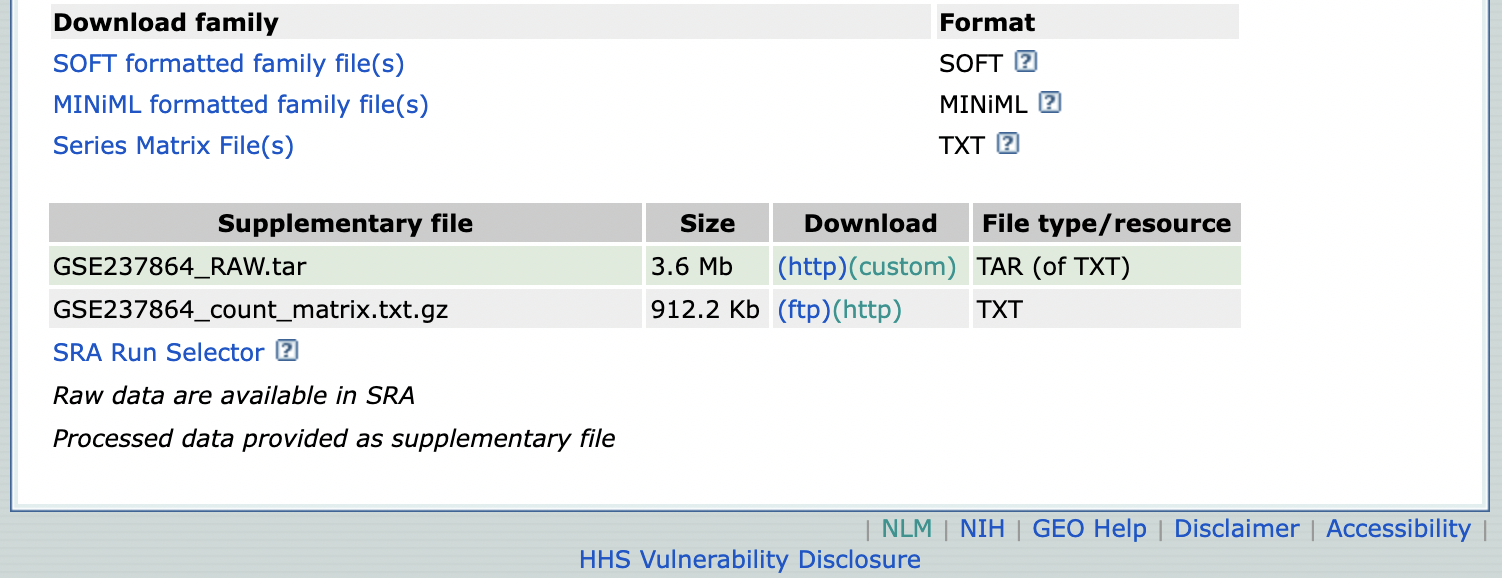 Download family Format
SOFT formatted family file(s) SOFT ?
MINiML formatted family file(s) MINiML ?
Series Matrix File(s) TXT ?
Supplementary file Size Download File type/resource
GSE237864_RAW.tar 3.6 Mb (http)(custom) TAR (of TXT)
GSE237864_count_matrix.txt.gz 912.2 Kb (ftp)(http) TXT
SRA Run Selector ?
Raw data are available in SRA
Processed data provided as supplementary file
| NLM | NIH | GEO Help | Disclaimer | Accessibility |
HHS Vulnerability Disclosure